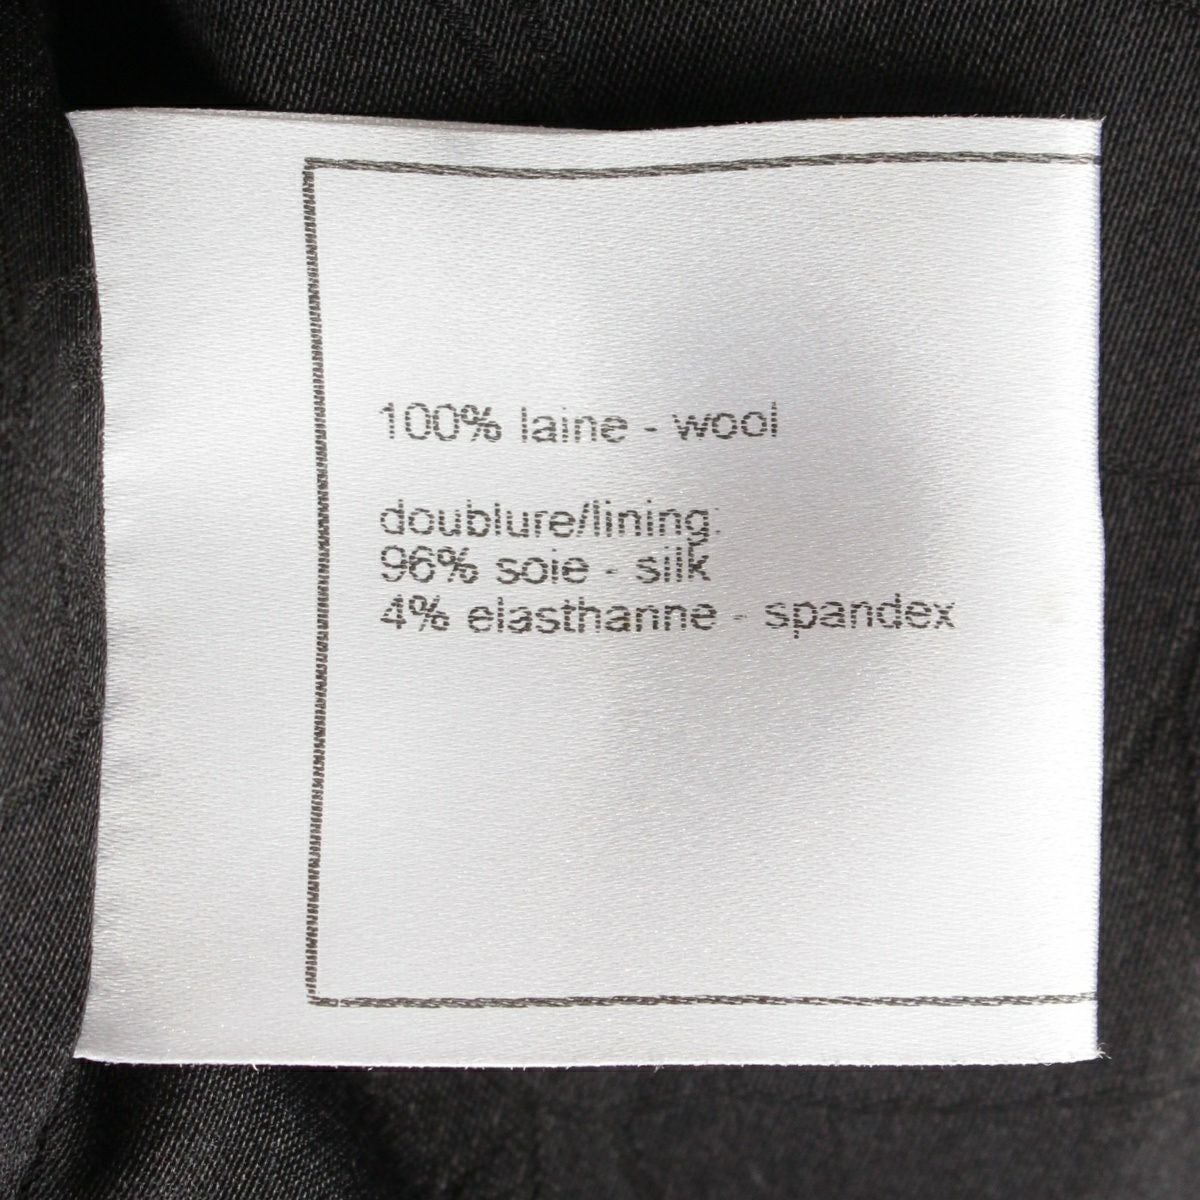 100% laine - wool
doublure/lining:
96% soie - silk
4% elasthanne - spandex